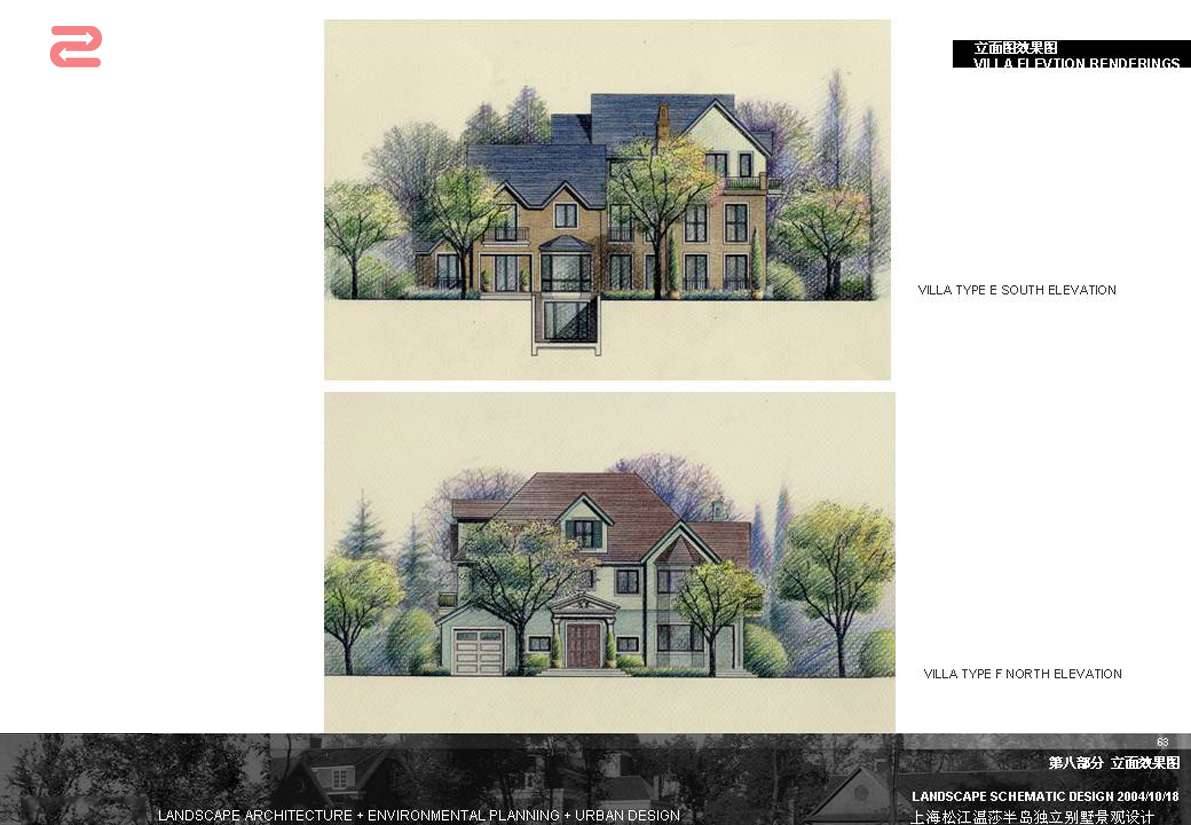 立面图效果图
VILLA ELEVTION RENDERINGS
VILLA TYPE E SOUTH ELEVATION
VILLA TYPE F NORTH ELEVATION
63
第八部分 立面效果图
LANDSCAPE SCHEMATIC DESIGN 2004/10/18
LANDSCAPE ARCHITECTURE + ENVIRONMENTAL PLANNING + URBAN DESIGN
上海松江温莎半岛独立别墅景观设计